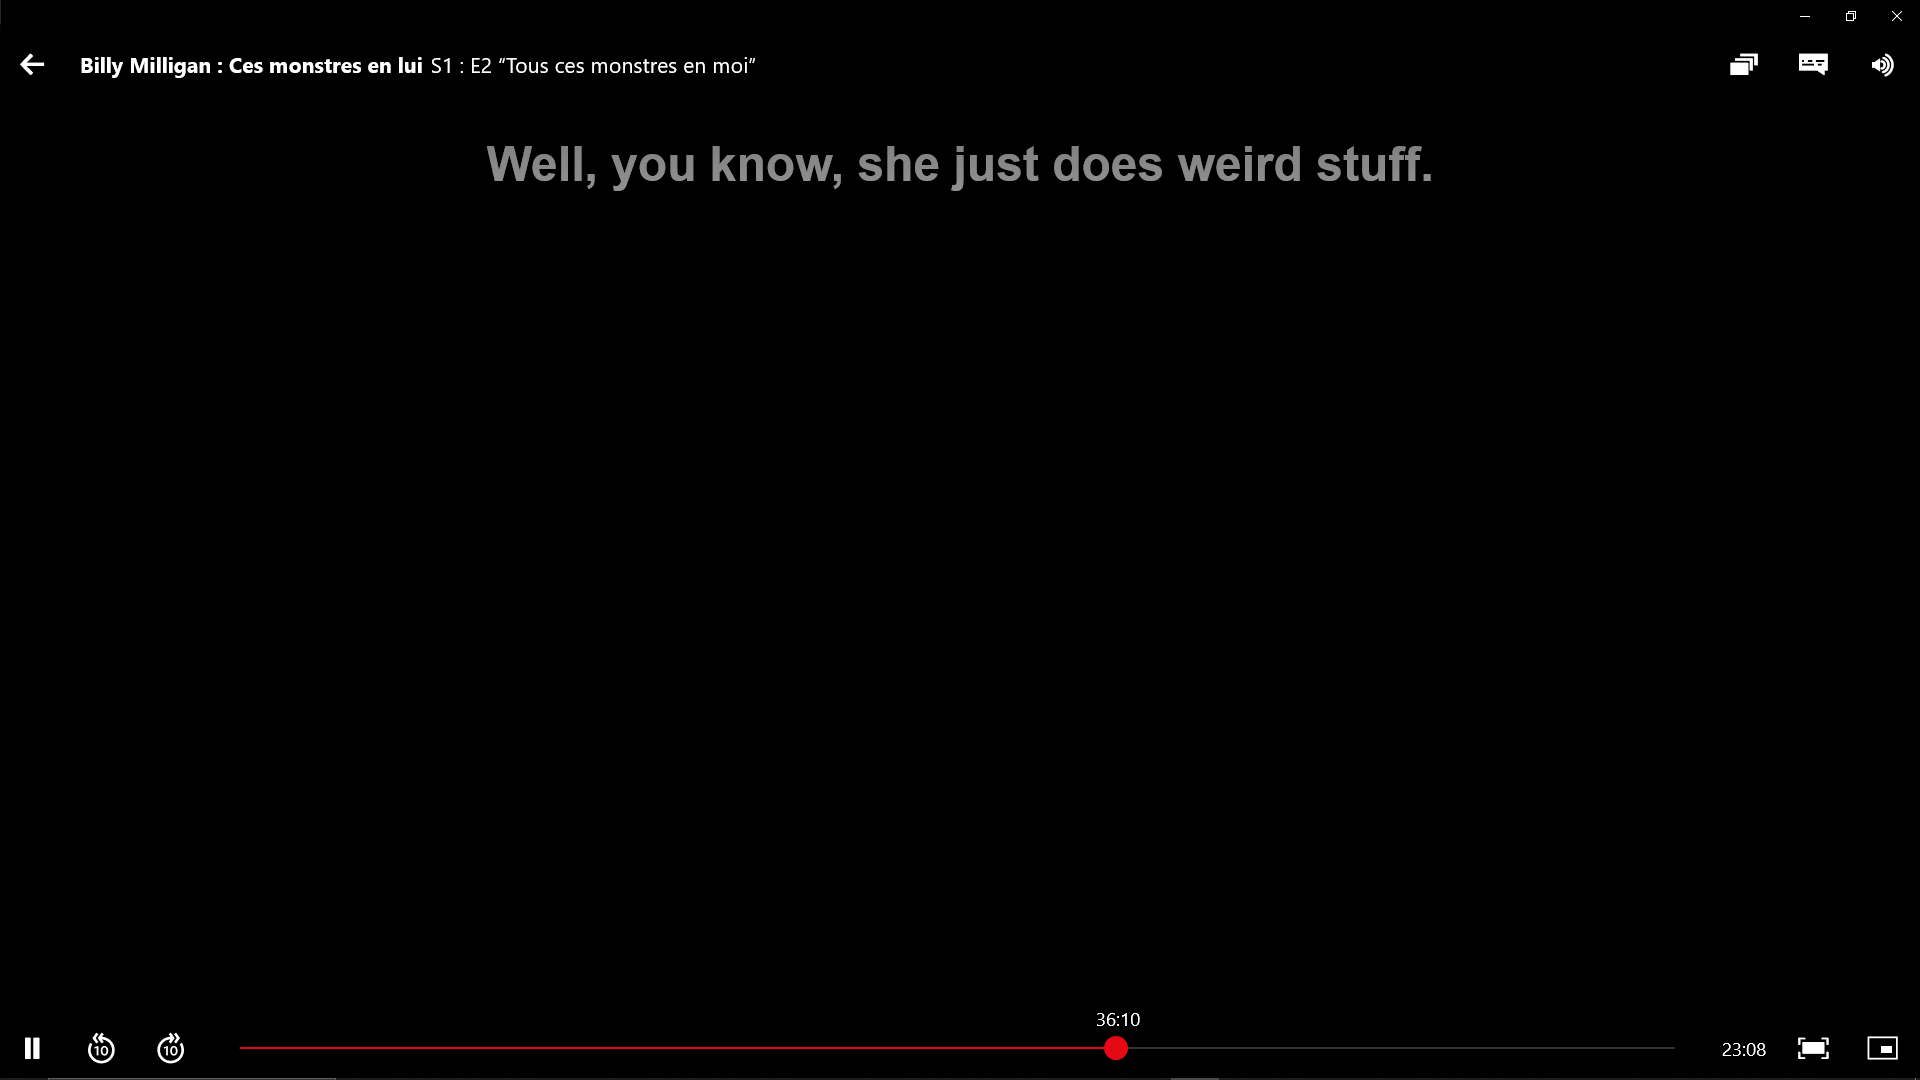 Billy Milligan : Ces monstres en lui S1 : E2 “Tous ces monstres en moi”
Well, you know, she just does weird stuff.
36:10
10
10
23:08